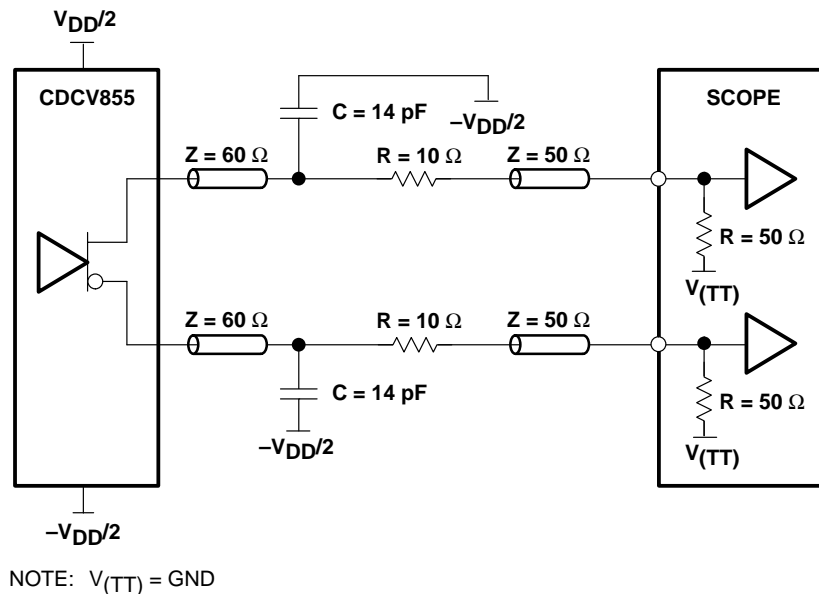 VDD/2
CDCV855
SCOPE
C = 14 pF
–VDD/2
Z = 60 Ω
R = 10 Ω
Z = 50 Ω
R = 50 Ω
V(TT)
Z = 60 Ω
R = 10 Ω
Z = 50 Ω
C = 14 pF
R = 50 Ω
–VDD/2
V(TT)
–VDD/2
NOTE: V(TT) = GND